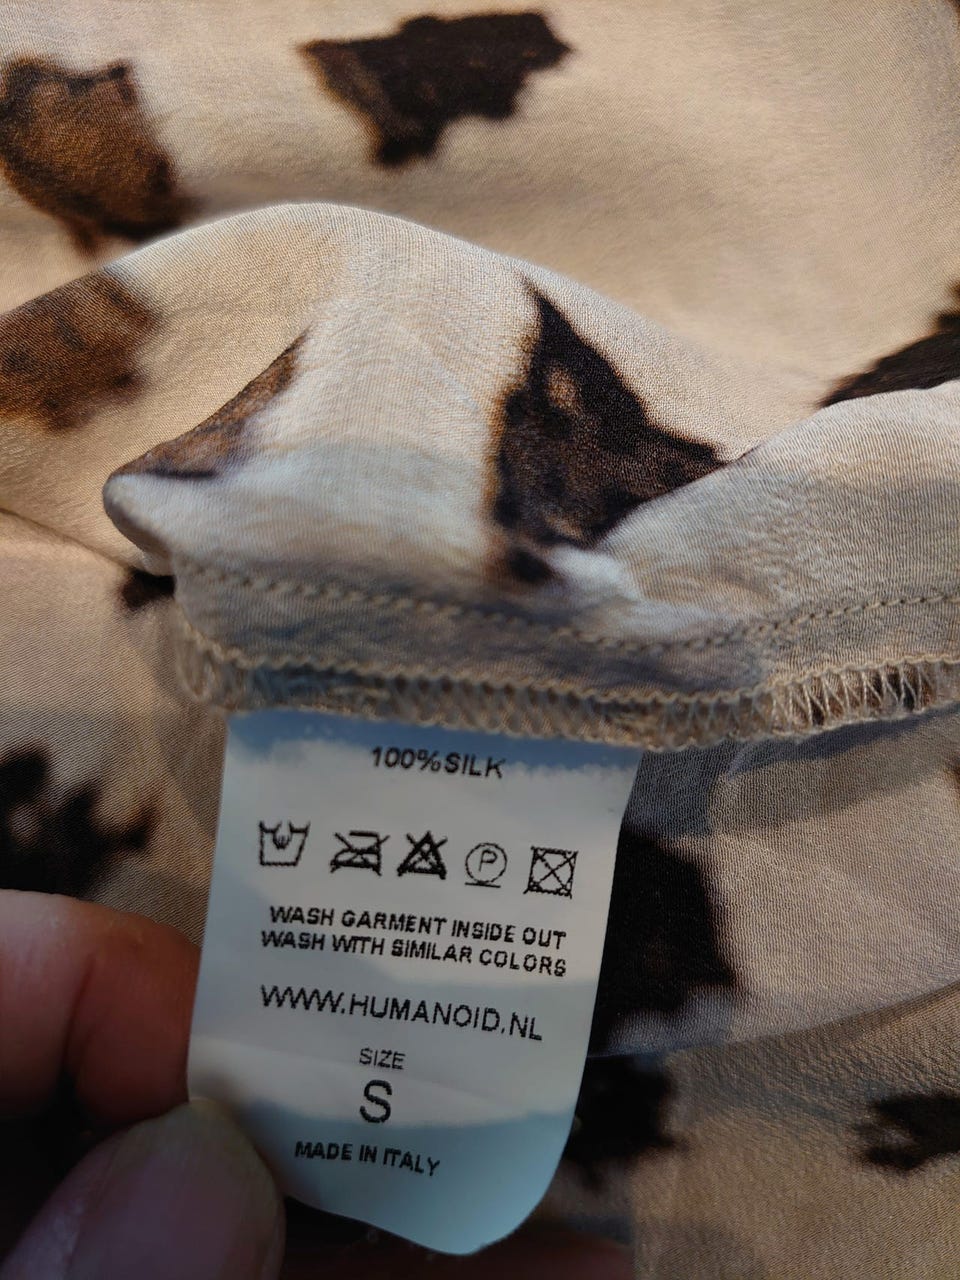 100%SILK
P
WASH GARMENT INSIDE OUT
WASH WITH SIMILAR COLORS
WWW.HUMANOID.NL
SIZE
S
MADE IN ITALY